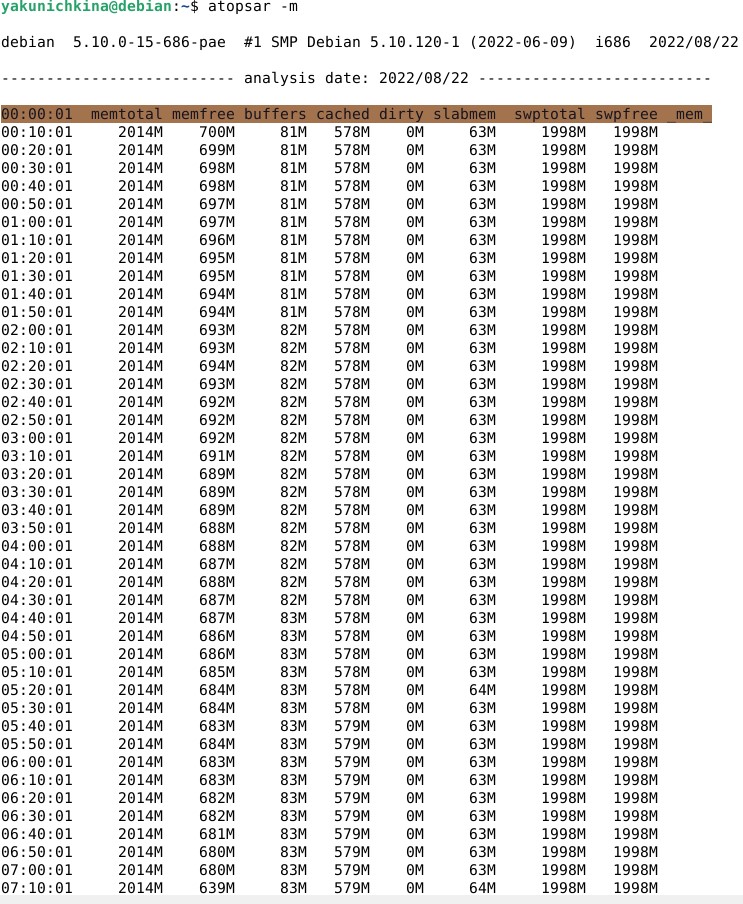 yakunichkina@debian:~$ atopsar -m
debian  5.10.0-15-686-pae  #1 SMP Debian 5.10.120-1 (2022-06-09)  i686  2022/08/22
-------------------------- analysis date: 2022/08/22 --------------------------
00:00:01  memtotal memfree buffers cached dirty slabmem  swptotal swpfree _mem_
00:10:01     2014M    700M     81M   578M    0M     63M     1998M   1998M
00:20:01     2014M    699M     81M   578M    0M     63M     1998M   1998M
00:30:01     2014M    698M     81M   578M    0M     63M     1998M   1998M
00:40:01     2014M    698M     81M   578M    0M     63M     1998M   1998M
00:50:01     2014M    697M     81M   578M    0M     63M     1998M   1998M
01:00:01     2014M    697M     81M   578M    0M     63M     1998M   1998M
01:10:01     2014M    696M     81M   578M    0M     63M     1998M   1998M
01:20:01     2014M    695M     81M   578M    0M     63M     1998M   1998M
01:30:01     2014M    695M     81M   578M    0M     63M     1998M   1998M
01:40:01     2014M    694M     81M   578M    0M     63M     1998M   1998M
01:50:01     2014M    694M     81M   578M    0M     63M     1998M   1998M
02:00:01     2014M    693M     82M   578M    0M     63M     1998M   1998M
02:10:01     2014M    693M     82M   578M    0M     63M     1998M   1998M
02:20:01     2014M    694M     82M   578M    0M     63M     1998M   1998M
02:30:01     2014M    693M     82M   578M    0M     63M     1998M   1998M
02:40:01     2014M    692M     82M   578M    0M     63M     1998M   1998M
02:50:01     2014M    692M     82M   578M    0M     63M     1998M   1998M
03:00:01     2014M    692M     82M   578M    0M     63M     1998M   1998M
03:10:01     2014M    691M     82M   578M    0M     63M     1998M   1998M
03:20:01     2014M    689M     82M   578M    0M     63M     1998M   1998M
03:30:01     2014M    689M     82M   578M    0M     63M     1998M   1998M
03:40:01     2014M    689M     82M   578M    0M     63M     1998M   1998M
03:50:01     2014M    688M     82M   578M    0M     63M     1998M   1998M
04:00:01     2014M    688M     82M   578M    0M     63M     1998M   1998M
04:10:01     2014M    687M     82M   578M    0M     63M     1998M   1998M
04:20:01     2014M    688M     82M   578M    0M     63M     1998M   1998M
04:30:01     2014M    687M     82M   578M    0M     63M     1998M   1998M
04:40:01     2014M    687M     83M   578M    0M     63M     1998M   1998M
04:50:01     2014M    686M     83M   578M    0M     63M     1998M   1998M
05:00:01     2014M    686M     83M   578M    0M     63M     1998M   1998M
05:10:01     2014M    685M     83M   578M    0M     63M     1998M   1998M
05:20:01     2014M    684M     83M   578M    0M     64M     1998M   1998M
05:30:01     2014M    684M     83M   578M    0M     63M     1998M   1998M
05:40:01     2014M    683M     83M   579M    0M     63M     1998M   1998M
05:50:01     2014M    684M     83M   579M    0M     63M     1998M   1998M
06:00:01     2014M    683M     83M   579M    0M     63M     1998M   1998M
06:10:01     2014M    683M     83M   579M    0M     63M     1998M   1998M
06:20:01     2014M    682M     83M   579M    0M     63M     1998M   1998M
06:30:01     2014M    682M     83M   579M    0M     63M     1998M   1998M
06:40:01     2014M    681M     83M   579M    0M     63M     1998M   1998M
06:50:01     2014M    680M     83M   579M    0M     63M     1998M   1998M
07:00:01     2014M    680M     83M   579M    0M     63M     1998M   1998M
07:10:01     2014M    639M     83M   579M    0M     64M     1998M   1998M